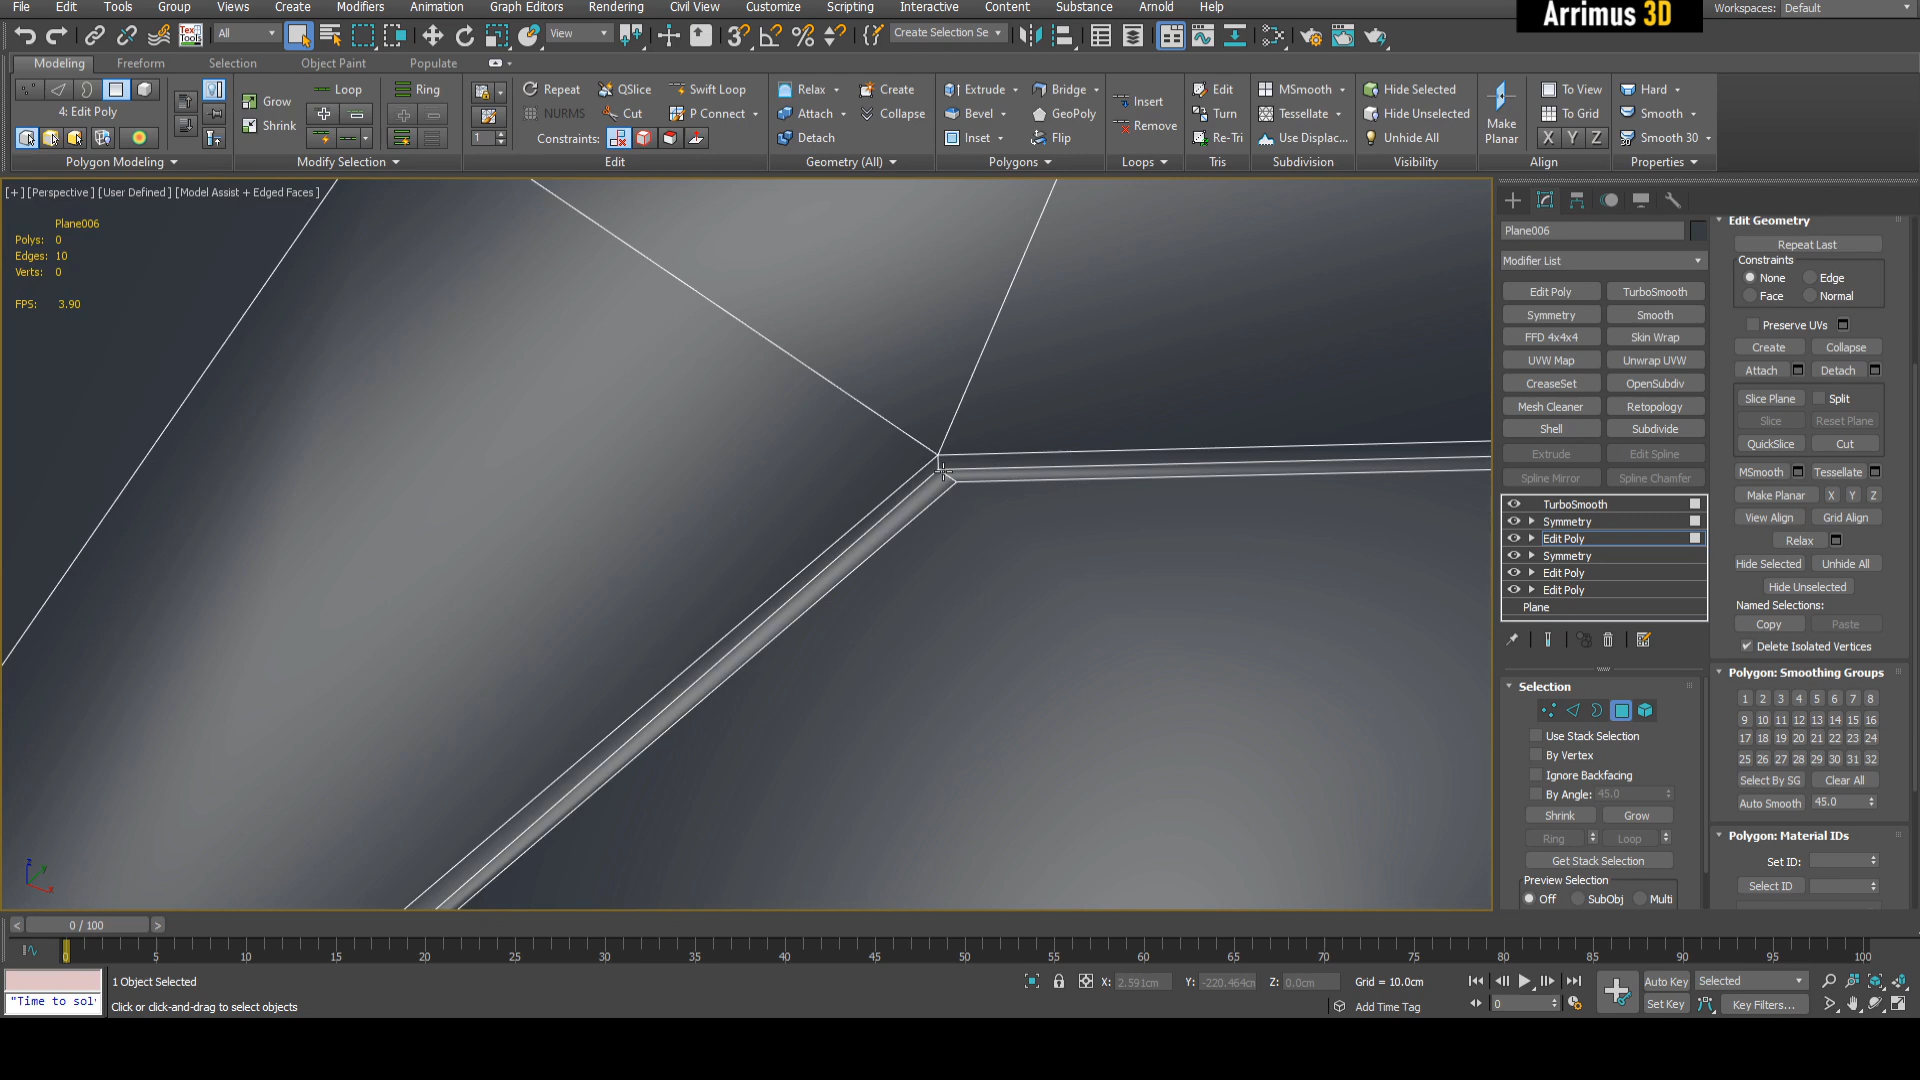 File Edit Tools Group Views Create Modifiers Animation Graph Editors Rendering Civil View Customize Scripting Interactive Content Substance Arnold Help
Arrimus 3D
Workspaces: Default
All View Create Selection Se
Modeling Freeform Selection Object Paint Populate
4: Edit Poly
Polygon Modeling
Grow Loop Ring
Shrink
Modify Selection
Repeat QSlice Swift Loop
NURMS Cut P Connect
1 Constraints:
Edit
Relax Create
Attach Collapse
Detach
Geometry (All)
Extrude Bridge
Bevel GeoPoly
Inset Flip
Polygons
Insert
Remove
Loops
Edit
Turn
Re-Tri
Tris
MSmooth
Tessellate
Use Displac...
Subdivision
Hide Selected
Hide Unselected
Unhide All
Visibility
Make Planar
To View
To Grid
X Y Z
Align
Hard
Smooth
Smooth 30
Properties
[+] [Perspective] [User Defined] [Model Assist + Edged Faces]
Plane006
Polys: 0
Edges: 10
Verts: 0
FPS: 3.90
Plane006
Modifier List
Edit Poly TurboSmooth
Symmetry Smooth
FFD 4x4x4 Skin Wrap
UVW Map Unwrap UVW
CreaseSet OpenSubdiv
Mesh Cleaner Retopology
Shell Subdivide
Extrude Edit Spline
Spline Mirror Spline Chamfer
TurboSmooth
Symmetry
Edit Poly
Symmetry
Edit Poly
Edit Poly
Plane
Selection
Use Stack Selection
By Vertex
Ignore Backfacing
By Angle: 45.0
Shrink Grow
Ring Loop
Get Stack Selection
Preview Selection
Off SubObj Multi
Edit Geometry
Repeat Last
Constraints
None Edge
Face Normal
Preserve UVs
Create Collapse
Attach Detach
Slice Plane Split
Slice Reset Plane
QuickSlice Cut
MSmooth Tessellate
Make Planar X Y Z
View Align Grid Align
Relax
Hide Selected Unhide All
Hide Unselected
Named Selections:
Copy Paste
Delete Isolated Vertices
Polygon: Smoothing Groups
1 2 3 4 5 6 7 8
9 10 11 12 13 14 15 16
17 18 19 20 21 22 23 24
25 26 27 28 29 30 31 32
Select By SG Clear All
Auto Smooth 45.0
Polygon: Material IDs
Set ID:
Select ID
z y x
< 0 / 100 >
0 5 10 15 20 25 30 35 40 45 50 55 60 65 70 75 80 85 90 95 100
"Time to sol
1 Object Selected
Click or click-and-drag to select objects
X: 2.591cm Y: -220.464cm Z: 0.0cm Grid = 10.0cm
Add Time Tag
0
Auto Key Selected
Set Key Key Filters...